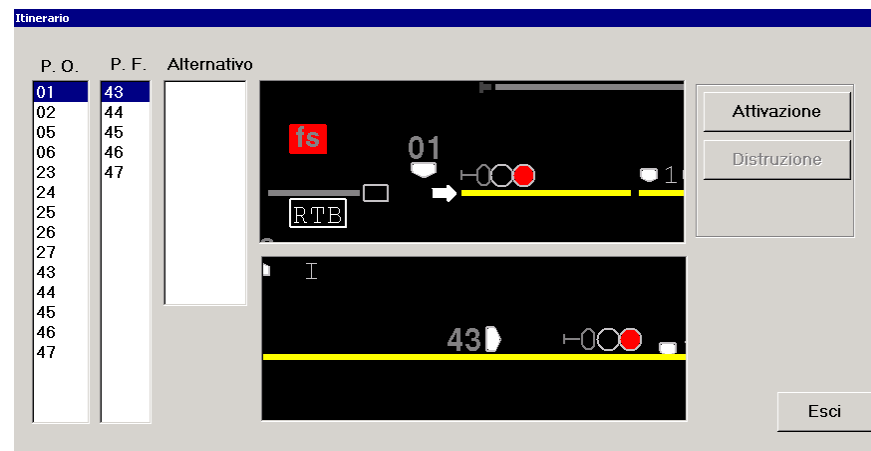 Itinerario
P. O.
P. F.
Alternativo
01
02
05
06
23
24
25
26
27
43
44
45
46
47
43
44
45
46
47
fs
01
1
RTB
I
43
Attivazione
Distruzione
Esci